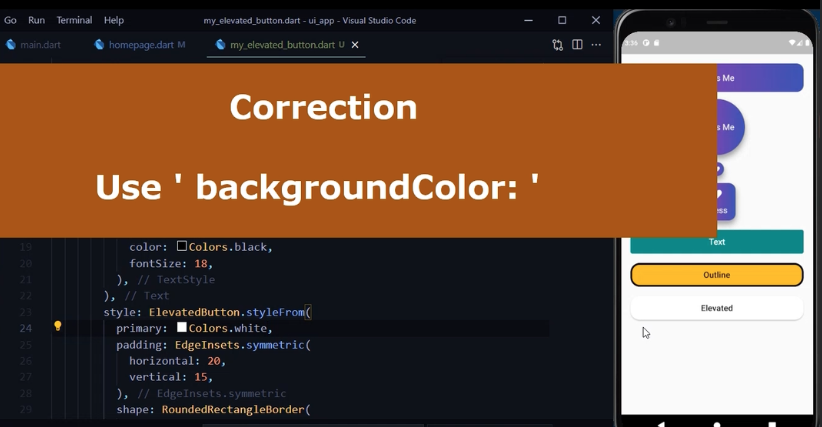 Go Run Terminal Help my_elevated_button.dart - ui_app - Visual Studio Code
main.dart homepage.dart M my_elevated_button.dart U
3:36
Correction
Use ' backgroundColor: '
s Me
s Me
ess
Text
Outline
Elevated
19 color: Colors.black,
20 fontSize: 18,
21 ), // TextStyle
22 ), // Text
23 style: ElevatedButton.styleFrom(
24 primary: Colors.white,
25 padding: EdgeInsets.symmetric(
26 horizontal: 20,
27 vertical: 15,
28 ), // EdgeInsets.symmetric
29 shape: RoundedRectangleBorder(